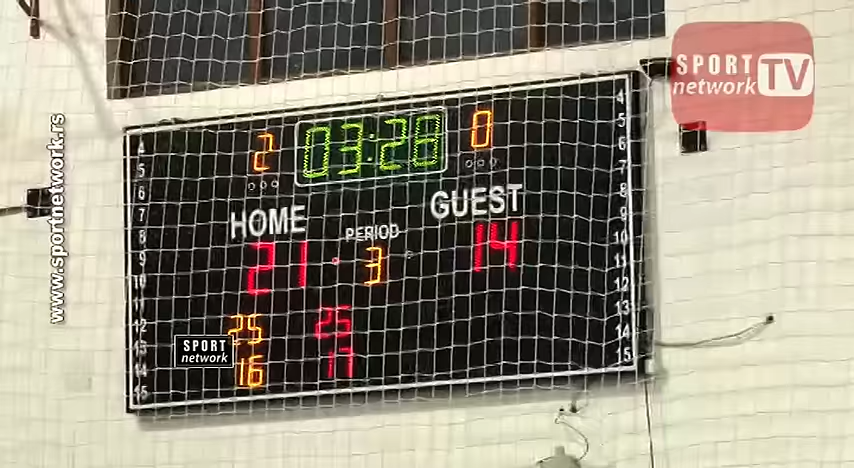 SPORT
network TV
www.sportnetwork.rs
2 03:28 0
HOME GUEST
PERIOD
21 3 14
25 25
16 17
SPORT
network
4
5
6
7
8
9
10
11
12
13
14
15
4
5
6
7
8
9
10
11
12
13
14
15